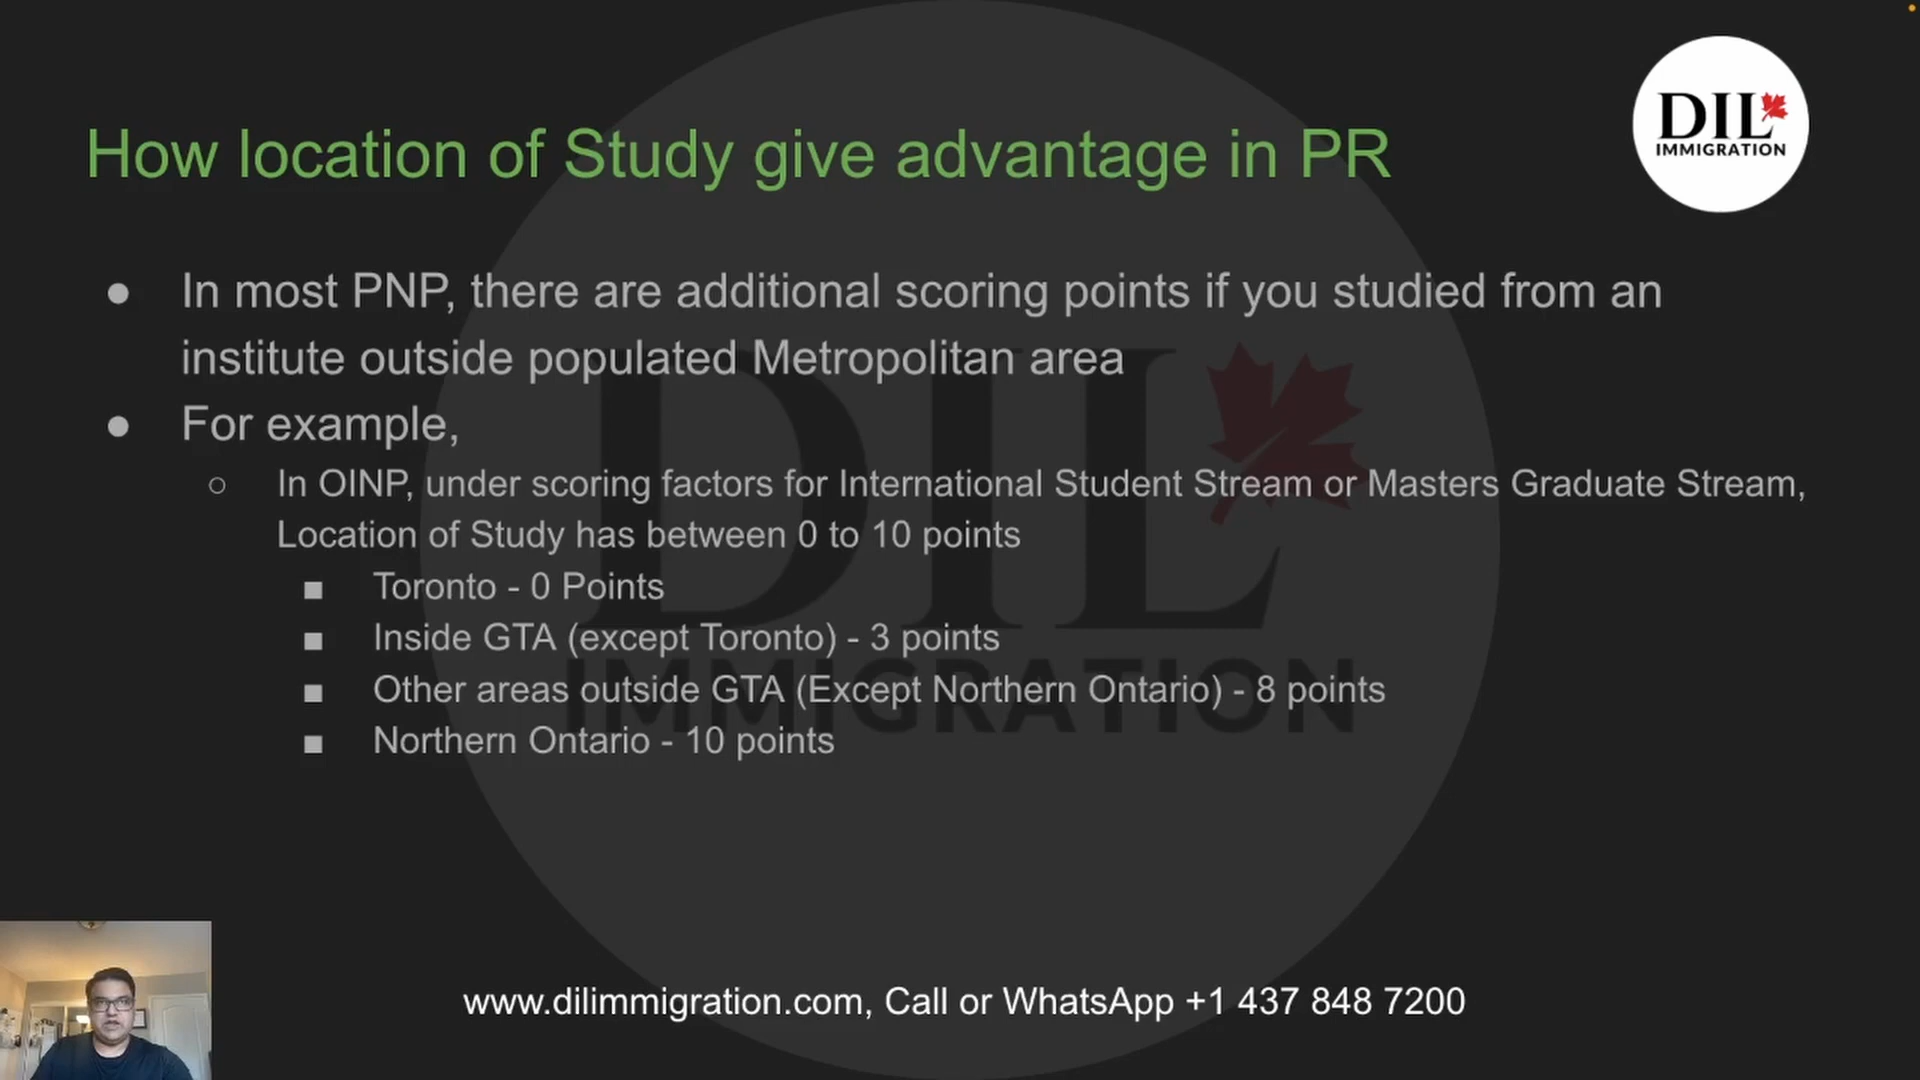 DIL
IMMIGRATION
How location of Study give advantage in PR
● In most PNP, there are additional scoring points if you studied from an
institute outside populated Metropolitan area
● For example,
○ In OINP, under scoring factors for International Student Stream or Masters Graduate Stream,
Location of Study has between 0 to 10 points
■ Toronto - 0 Points
■ Inside GTA (except Toronto) - 3 points
■ Other areas outside GTA (Except Northern Ontario) - 8 points
■ Northern Ontario - 10 points
DIL
IMMIGRATION
www.dilimmigration.com, Call or WhatsApp +1 437 848 7200